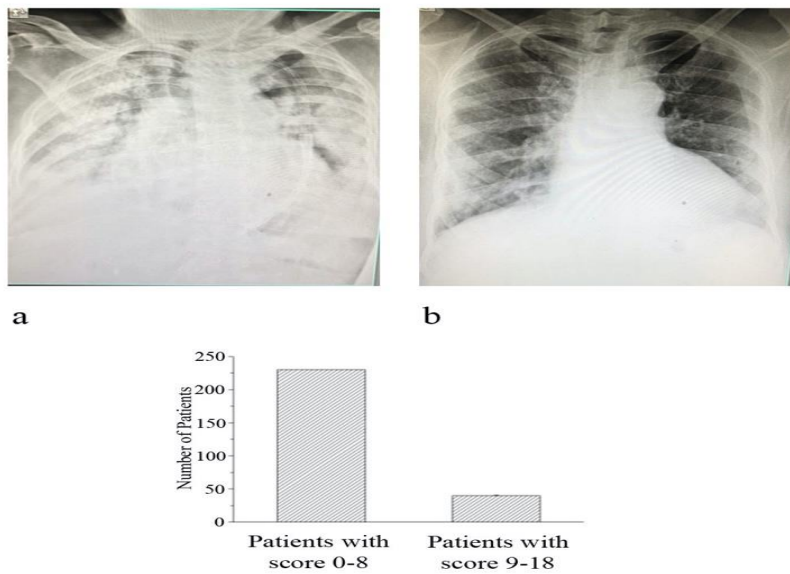 a
b
250
200
150
100
50
0
Number of Patients
Patients with
score 0-8
Patients with
score 9-18